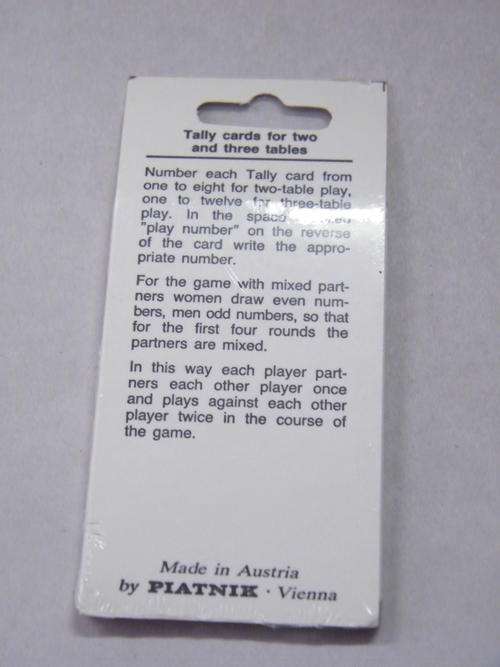 Tally cards for two
and three tables
Number each Tally card from
one to eight for two-table play,
one to twelve for three-table
play. In the space
"play number" on the reverse
of the card write the appro-
priate number.
For the game with mixed part-
ners women draw even num-
bers, men odd numbers, so that
for the first four rounds the
partners are mixed.
In this way each player part-
ners each other player once
and plays against each other
player twice in the course of
the game.
Made in Austria
by PIATNIK · Vienna